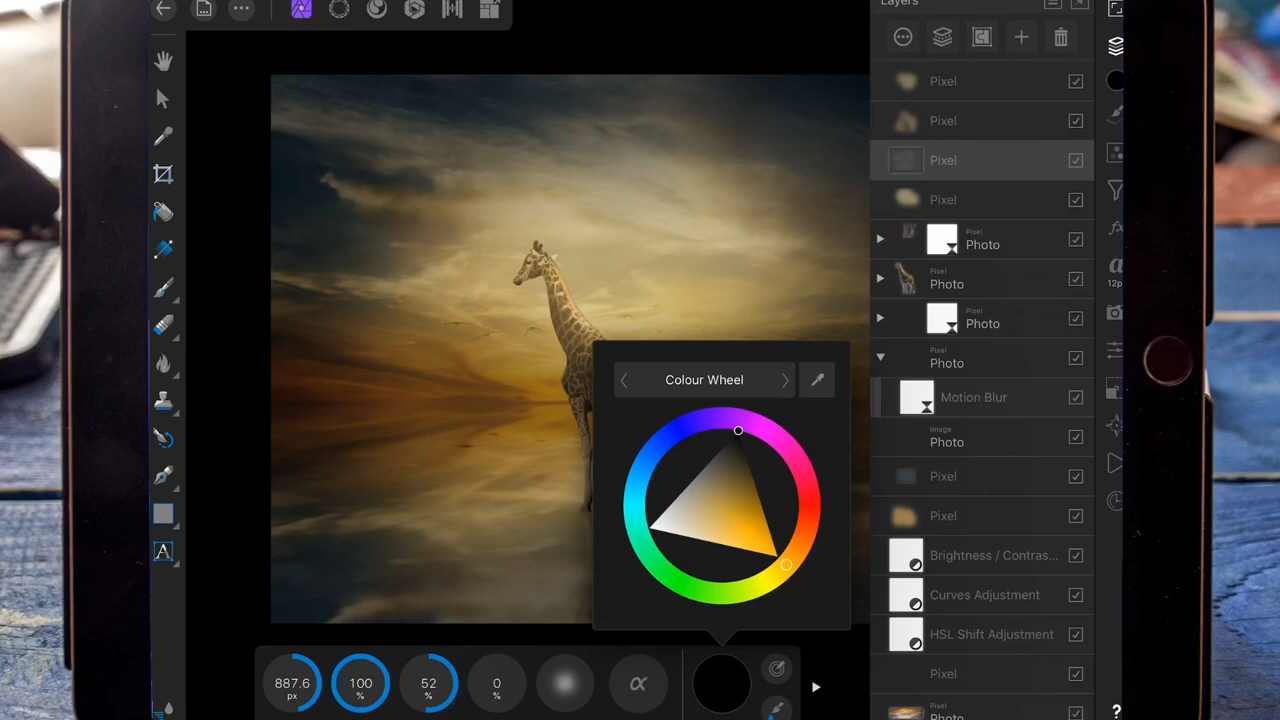 Layers
Pixel
Pixel
Pixel
Pixel
Pixel
Photo
Pixel
Photo
Pixel
Photo
Pixel
Photo
Motion Blur
Image
Photo
Pixel
Pixel
Brightness / Contras...
Curves Adjustment
HSL Shift Adjustment
Pixel
Pixel
Photo
a
12p
?
A
Colour Wheel
887.6
px
100
%
52
%
0
%
α